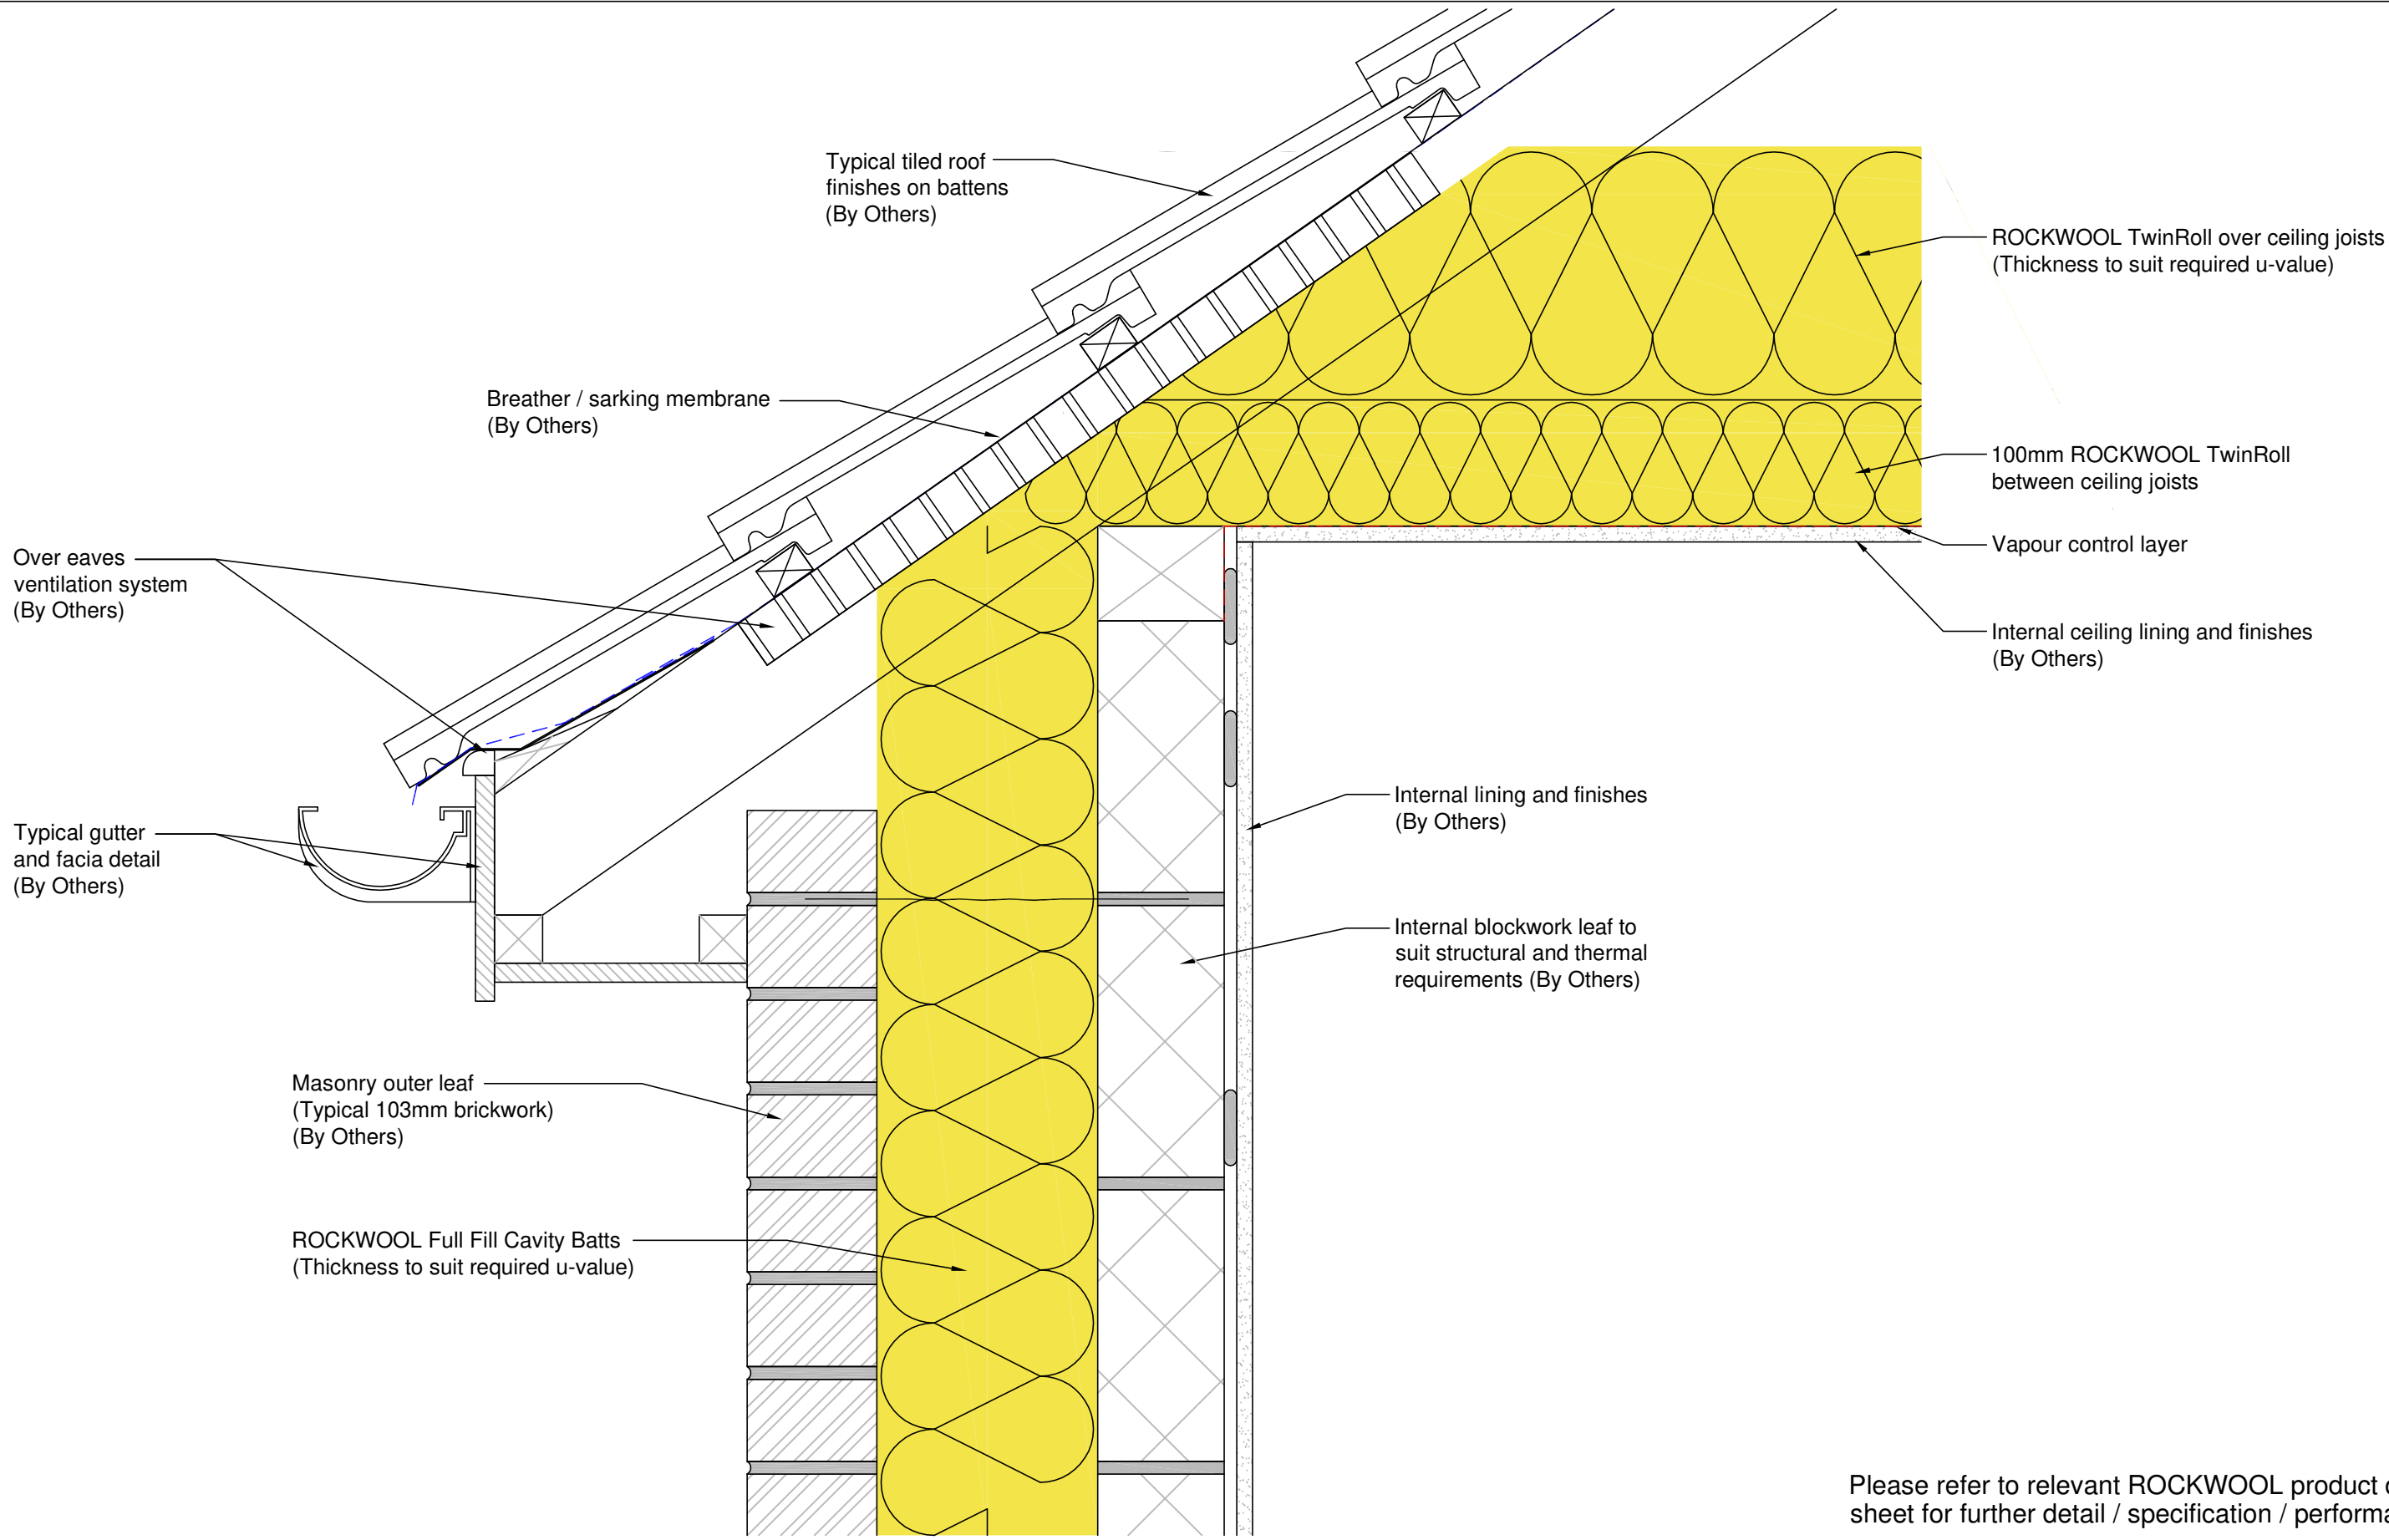 Typical tiled roof
finishes on battens
(By Others)
ROCKWOOL TwinRoll over ceiling joists
(Thickness to suit required u-value)
Breather / sarking membrane
(By Others)
100mm ROCKWOOL TwinRoll
between ceiling joists
Vapour control layer
Over eaves
ventilation system
(By Others)
Internal ceiling lining and finishes
(By Others)
Internal lining and finishes
(By Others)
Typical gutter
and facia detail
(By Others)
Internal blockwork leaf to
suit structural and thermal
requirements (By Others)
Masonry outer leaf
(Typical 103mm brickwork)
(By Others)
ROCKWOOL Full Fill Cavity Batts
(Thickness to suit required u-value)
Please refer to relevant ROCKWOOL product
sheet for further detail / specification /